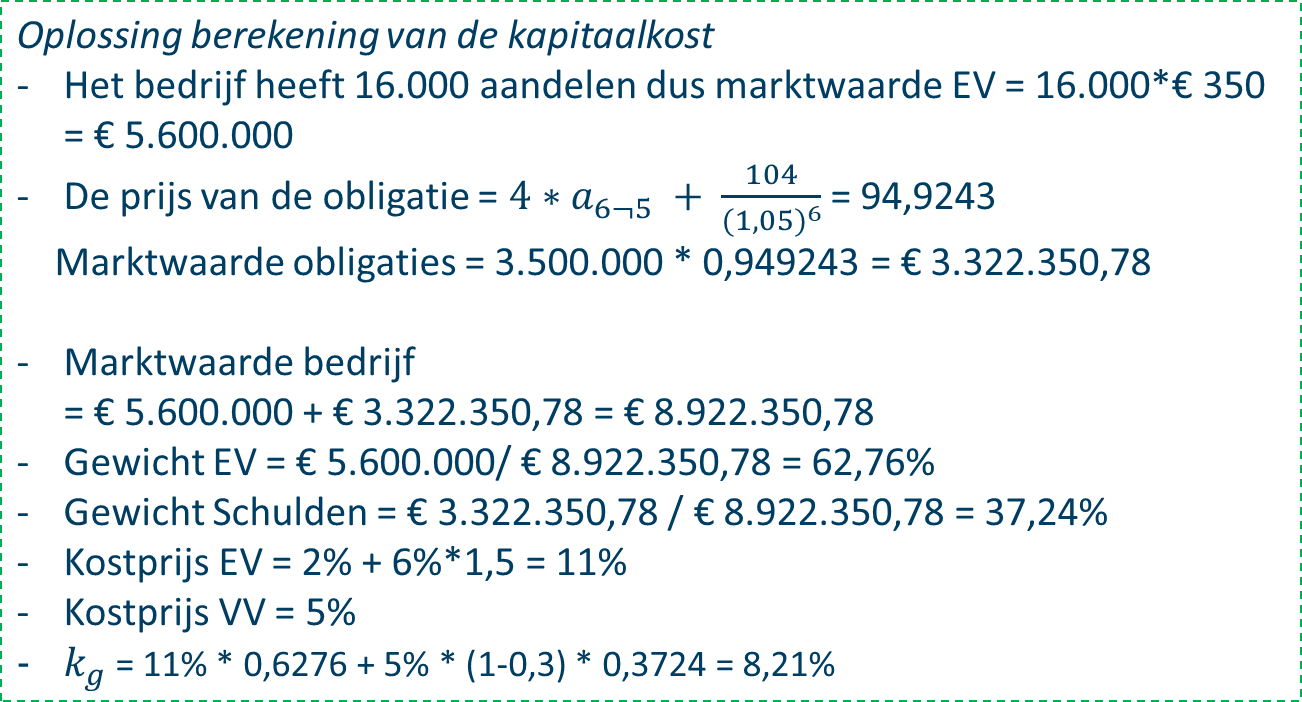 Oplossing berekening van de kapitaalkost
- Het bedrijf heeft 16.000 aandelen dus marktwaarde EV = 16.000*€ 350
= € 5.600.000
- De prijs van de obligatie = 4 ∗ a₆¬₅ + 104/(1,05)⁶ = 94,9243
Marktwaarde obligaties = 3.500.000 * 0,949243 = € 3.322.350,78
- Marktwaarde bedrijf
= € 5.600.000 + € 3.322.350,78 = € 8.922.350,78
- Gewicht EV = € 5.600.000/ € 8.922.350,78 = 62,76%
- Gewicht Schulden = € 3.322.350,78 / € 8.922.350,78 = 37,24%
- Kostprijs EV = 2% + 6%*1,5 = 11%
- Kostprijs VV = 5%
- k_g = 11% * 0,6276 + 5% * (1-0,3) * 0,3724 = 8,21%